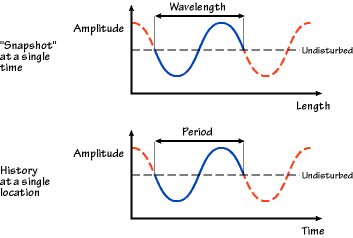 Wavelength
Amplitude
"Snapshot"
at a single
time
Undisturbed
Length
Period
Amplitude
History
at a single
location
Undisturbed
Time